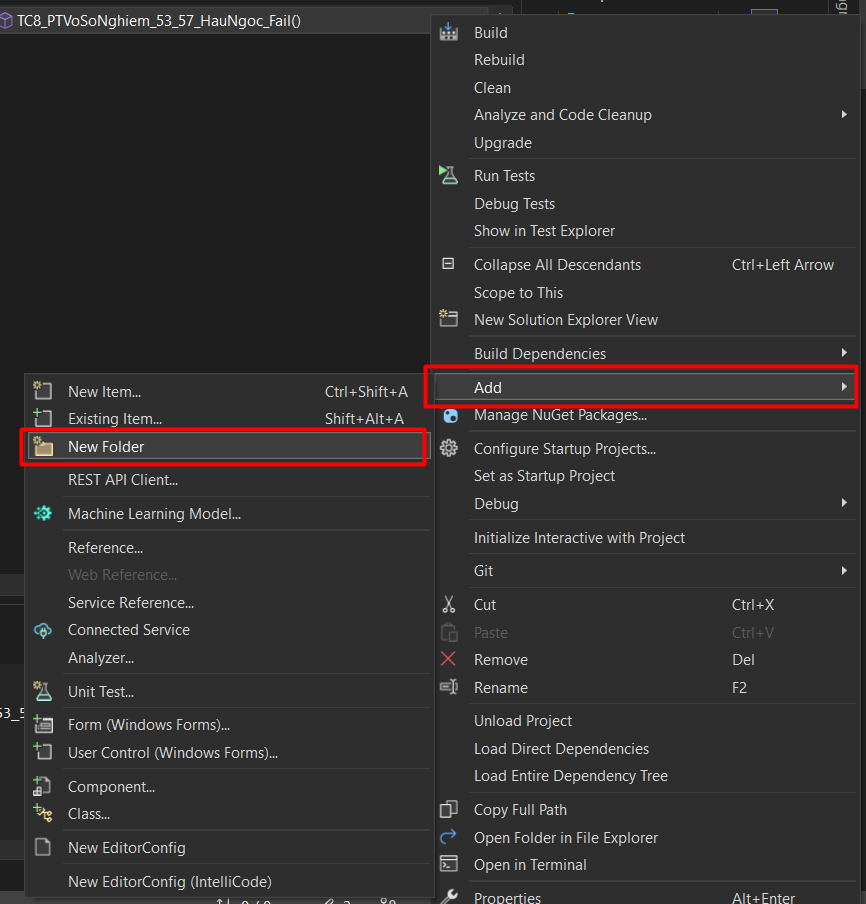 TC8_PTVoSoNghiem_53_57_HauNgoc_Fail()
Build
Rebuild
Clean
Analyze and Code Cleanup
Upgrade
Run Tests
Debug Tests
Show in Test Explorer
Collapse All Descendants Ctrl+Left Arrow
Scope to This
New Solution Explorer View
Build Dependencies
Add
Manage NuGet Packages...
Configure Startup Projects...
Set as Startup Project
Debug
Initialize Interactive with Project
Git
Cut Ctrl+X
Paste Ctrl+V
Remove Del
Rename F2
Unload Project
Load Direct Dependencies
Load Entire Dependency Tree
Copy Full Path
Open Folder in File Explorer
Open in Terminal
Properties Alt+Enter
New Item... Ctrl+Shift+A
Existing Item... Shift+Alt+A
New Folder
REST API Client...
Machine Learning Model...
Reference...
Web Reference...
Service Reference...
Connected Service
Analyzer...
Unit Test...
Form (Windows Forms)...
User Control (Windows Forms)...
Component...
Class...
New EditorConfig
New EditorConfig (IntelliCode)